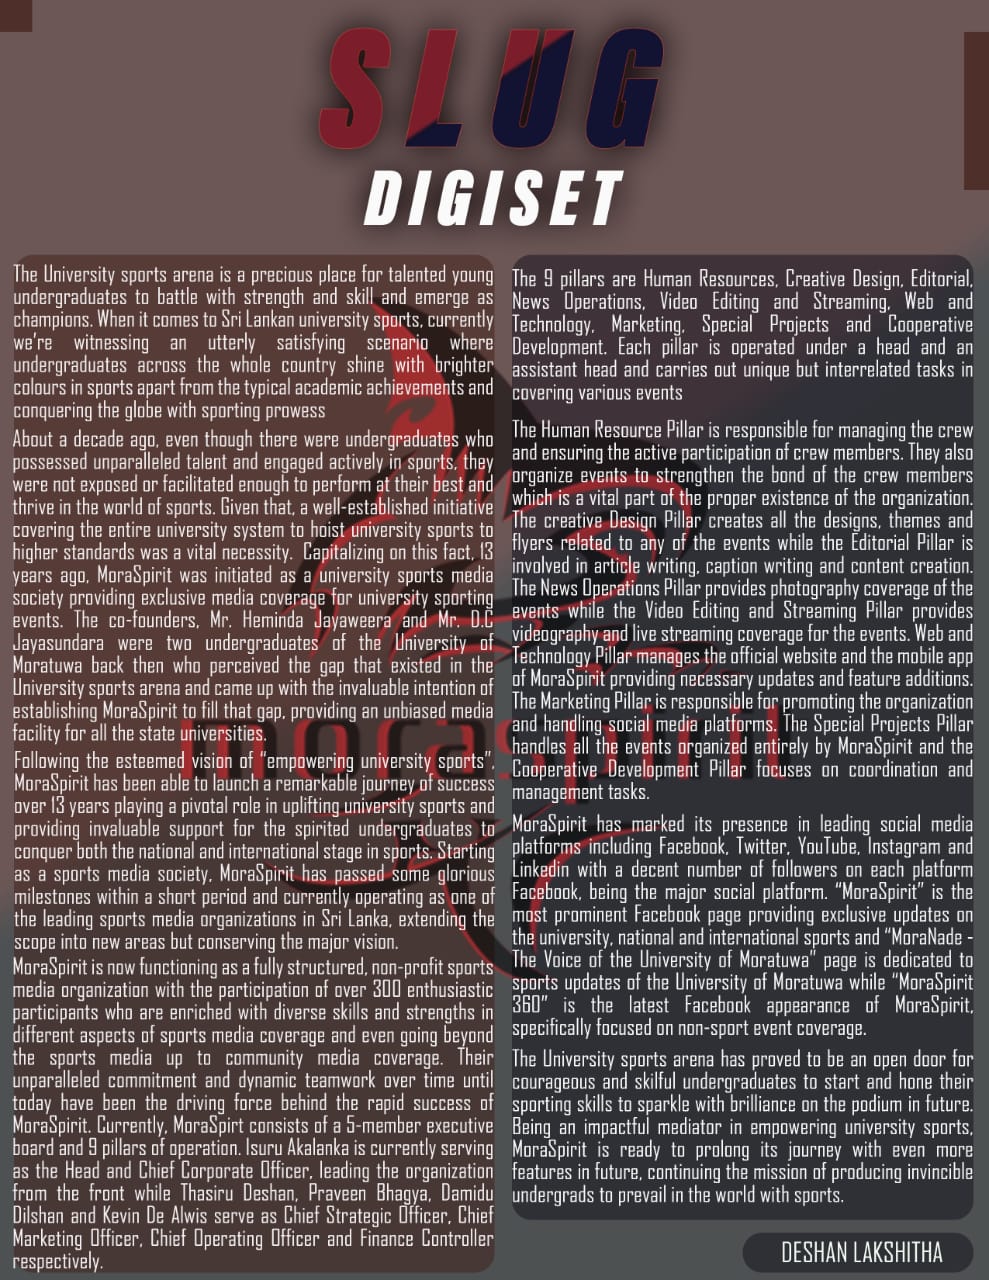 SLUG
DIGISET
The University sports arena is a precious place for talented young
undergraduates to battle with strength and skill and emerge as
champions. When it comes to Sri Lankan university sports, currently
we're witnessing an utterly satisfying scenario where
undergraduates across the whole country shine with brighter
colours in sports apart from the typical academic achievements and
conquering the globe with sporting prowess
About a decade ago, even though there were undergraduates who
possessed unparalleled talent and engaged actively in sports, they
were not exposed or facilitated enough to perform at their best and
thrive in the world of sports. Given that, a well-established initiative
covering the entire university system to hoist university sports to
higher standards was a vital necessity. Capitalizing on this fact, 13
years ago, MoraSpirit was initiated as a university sports media
society providing exclusive media coverage for university sporting
events. The co-founders, Mr. Heminda Jayaweera and Mr. D.C
Jayasundara were two undergraduates of the University of
Moratuwa back then who perceived the gap that existed in the
University sports arena and came up with the invaluable intention of
establishing MoraSpirit to fill that gap, providing an unbiased media
facility for all the state universities.
Following the esteemed vision of "empowering university sports",
MoraSpirit has been able to launch a remarkable journey of success
over 13 years playing a pivotal role in uplifting university sports and
providing invaluable support for the spirited undergraduates to
conquer both the national and international stage in sports. Starting
as a sports media society, MoraSpirit has passed some glorious
milestones within a short period and currently operating as one of
the leading sports media organizations in Sri Lanka, extending the
scope into new areas but conserving the major vision.
MoraSpirit is now functioning as a fully structured, non-profit sports
media organization with the participation of over 300 enthusiastic
participants who are enriched with diverse skills and strengths in
different aspects of sports media coverage and even going beyond
the sports media up to community media coverage. Their
unparalleled commitment and dynamic teamwork over time until
today have been the driving force behind the rapid success of
MoraSpirit. Currently, MoraSpirt consists of a 5-member executive
board and 9 pillars of operation. Isuru Akalanka is currently serving
as the Head and Chief Corporate Officer, leading the organization
from the front while Thasiru Deshan, Praveen Bhagya, Damidu
Dilshan and Kevin De Alwis serve as Chief Strategic Officer, Chief
Marketing Officer, Chief Operating Officer and Finance Controller
respectively.
The 9 pillars are Human Resources, Creative Design, Editorial,
News Operations, Video Editing and Streaming, Web and
Technology, Marketing, Special Projects and Cooperative
Development. Each pillar is operated under a head and an
assistant head and carries out unique but interrelated tasks in
covering various events
The Human Resource Pillar is responsible for managing the crew
and ensuring the active participation of crew members. They also
organize events to strengthen the bond of the crew members
which is a vital part of the proper existence of the organization.
The creative Design Pillar creates all the designs, themes and
flyers related to any of the events while the Editorial Pillar is
involved in article writing, caption writing and content creation.
The News Operations Pillar provides photography coverage of the
events while the Video Editing and Streaming Pillar provides
videography and live streaming coverage for the events. Web and
Technology Pillar manages the official website and the mobile app
of MoraSpirit providing necessary updates and feature additions.
The Marketing Pillar is responsible for promoting the organization
and handling social media platforms. The Special Projects Pillar
handles all the events organized entirely by MoraSpirit and the
Cooperative Development Pillar focuses on coordination and
management tasks.
MoraSpirit has marked its presence in leading social media
platforms including Facebook, Twitter, YouTube, Instagram and
Linkedin with a decent number of followers on each platform
Facebook, being the major social platform. "MoraSpirit" is the
most prominent Facebook page providing exclusive updates on
the university, national and international sports and "MoraNade -
The Voice of the University of Moratuwa" page is dedicated to
sports updates of the University of Moratuwa while "MoraSpirit
360" is the latest Facebook appearance of MoraSpirit,
specifically focused on non-sport event coverage.
The University sports arena has proved to be an open door for
courageous and skilful undergraduates to start and hone their
sporting skills to sparkle with brilliance on the podium in future.
Being an impactful mediator in empowering university sports,
MoraSpirit is ready to prolong its journey with even more
features in future, continuing the mission of producing invincible
undergrads to prevail in the world with sports.
DESHAN LAKSHITHA
moraspirit